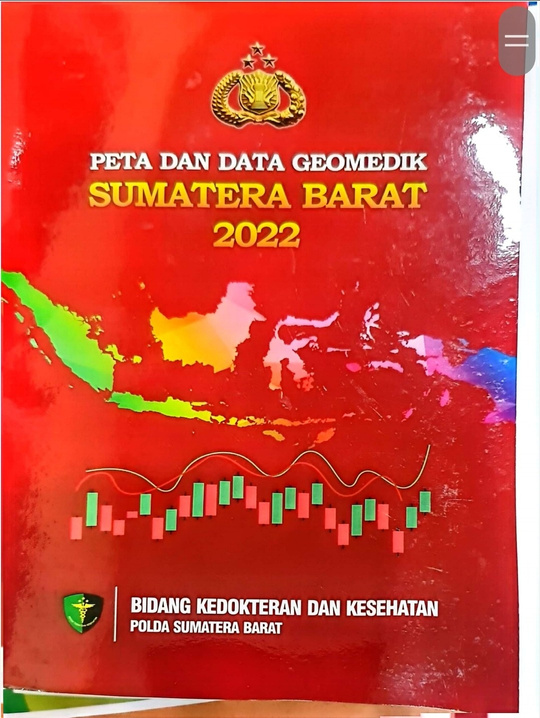 PETA DAN DATA GEOMEDIK
SUMATERA BARAT
2022
BIDANG KEDOKTERAN DAN KESEHATAN
POLDA SUMATERA BARAT